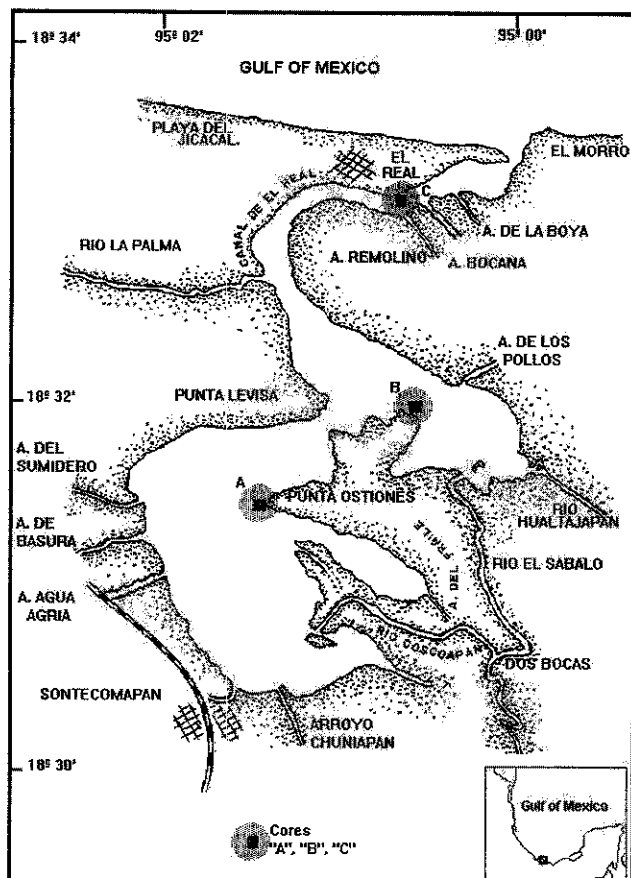 95º 02' 95º 00'
18º 34'
GULF OF MEXICO
PLAYA DEL
JICACAL.
EL
REAL
EL MORRO
CANAL DE EL REAL
C
A. DE LA BOYA
RIO LA PALMA
A. REMOLINO
A. BOCANA
A. DE LOS
POLLOS
18º 32'
PUNTA LEVISA
B
A. DEL
SUMIDERO
A
PUNTA OSTIONES
RIO
HUALTAJAPAN
A. DE
BASURA
A. DEL FRAILE
RIO EL SABALO
A. AGUA
AGRIA
RIO COSCOAPAN
DOS BOCAS
SONTECOMAPAN
ARROYO
CHUNIAPAN
18º 30'
Gulf of Mexico
Cores
"A", "B", "C"